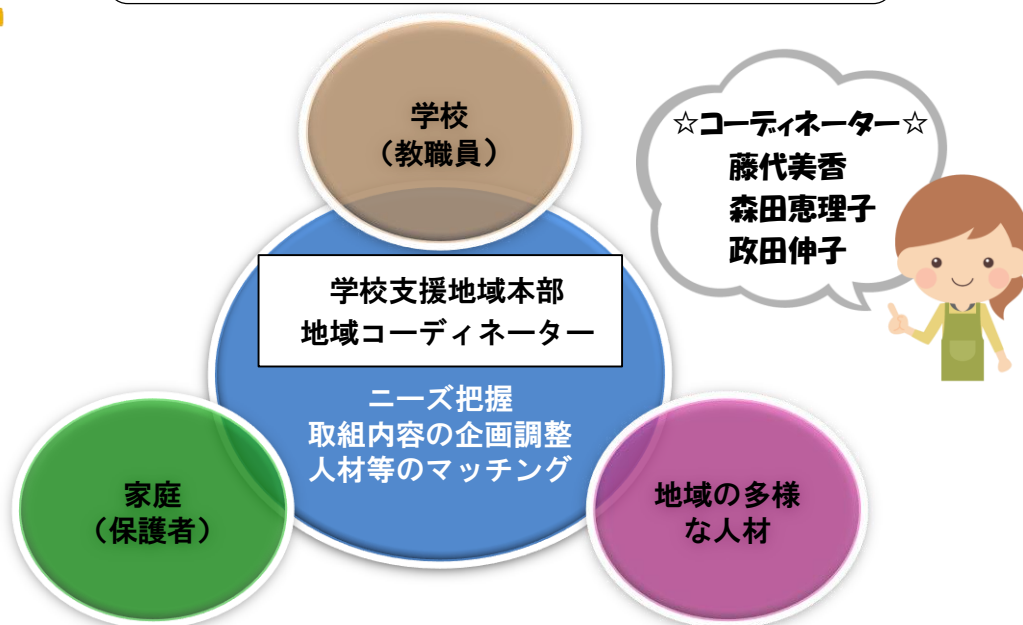 学校
（教職員）
☆コーディネーター☆
藤代美香
森田恵理子
政田伸子
学校支援地域本部
地域コーディネーター
ニーズ把握
取組内容の企画調整
人材等のマッチング
家庭
（保護者）
地域の多様
な人材